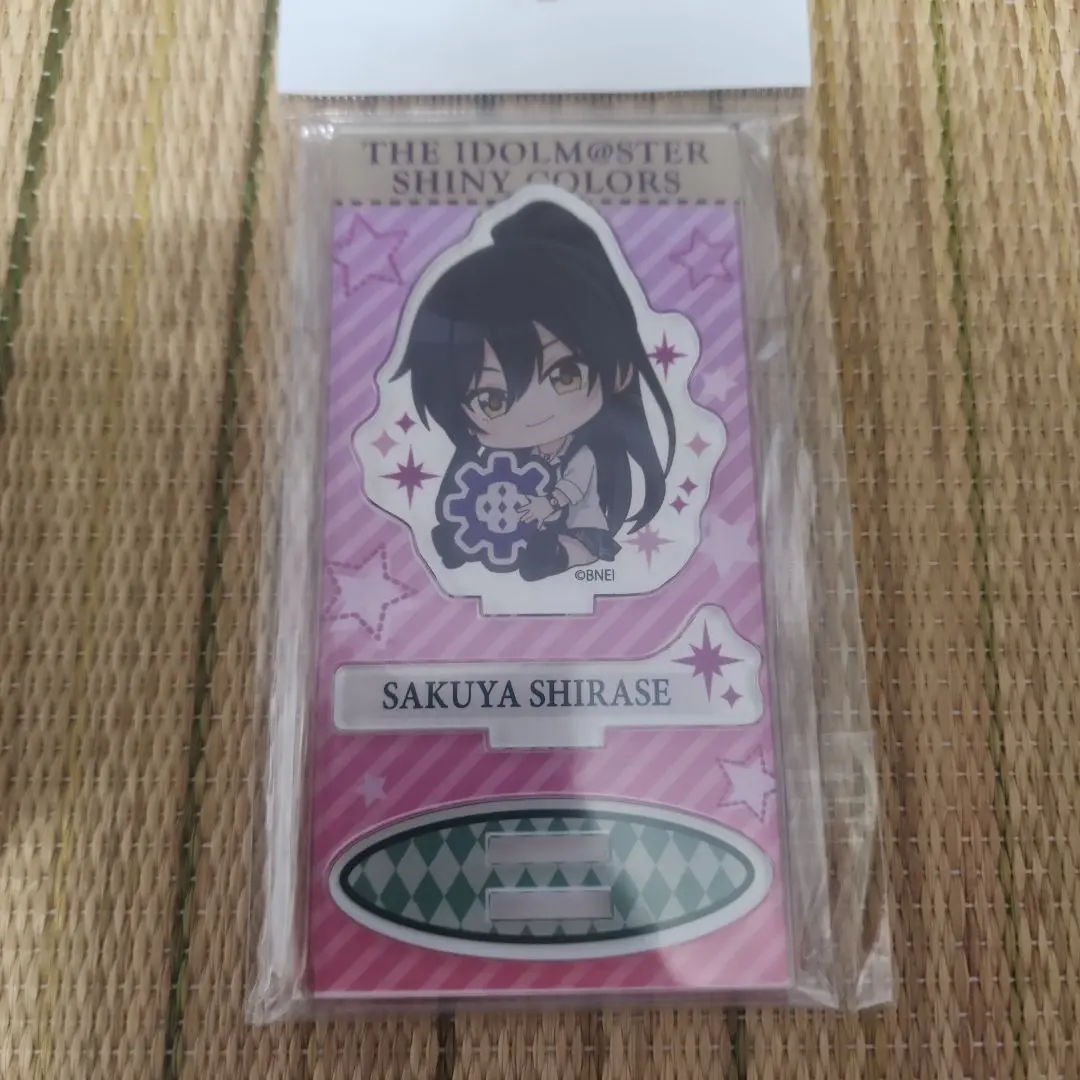 THE IDOLM@STER
SHINY COLORS
©BNEI
SAKUYA SHIRASE